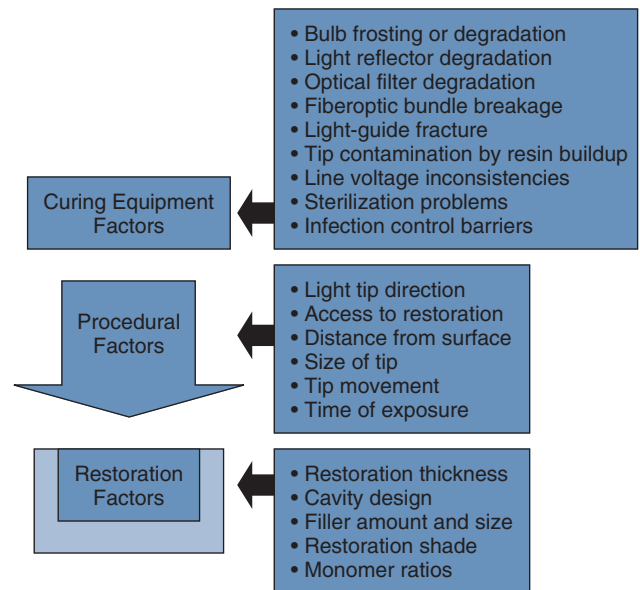 Curing Equipment
Factors
• Bulb frosting or degradation
• Light reflector degradation
• Optical filter degradation
• Fiberoptic bundle breakage
• Light-guide fracture
• Tip contamination by resin buildup
• Line voltage inconsistencies
• Sterilization problems
• Infection control barriers
Procedural
Factors
• Light tip direction
• Access to restoration
• Distance from surface
• Size of tip
• Tip movement
• Time of exposure
Restoration
Factors
• Restoration thickness
• Cavity design
• Filler amount and size
• Restoration shade
• Monomer ratios